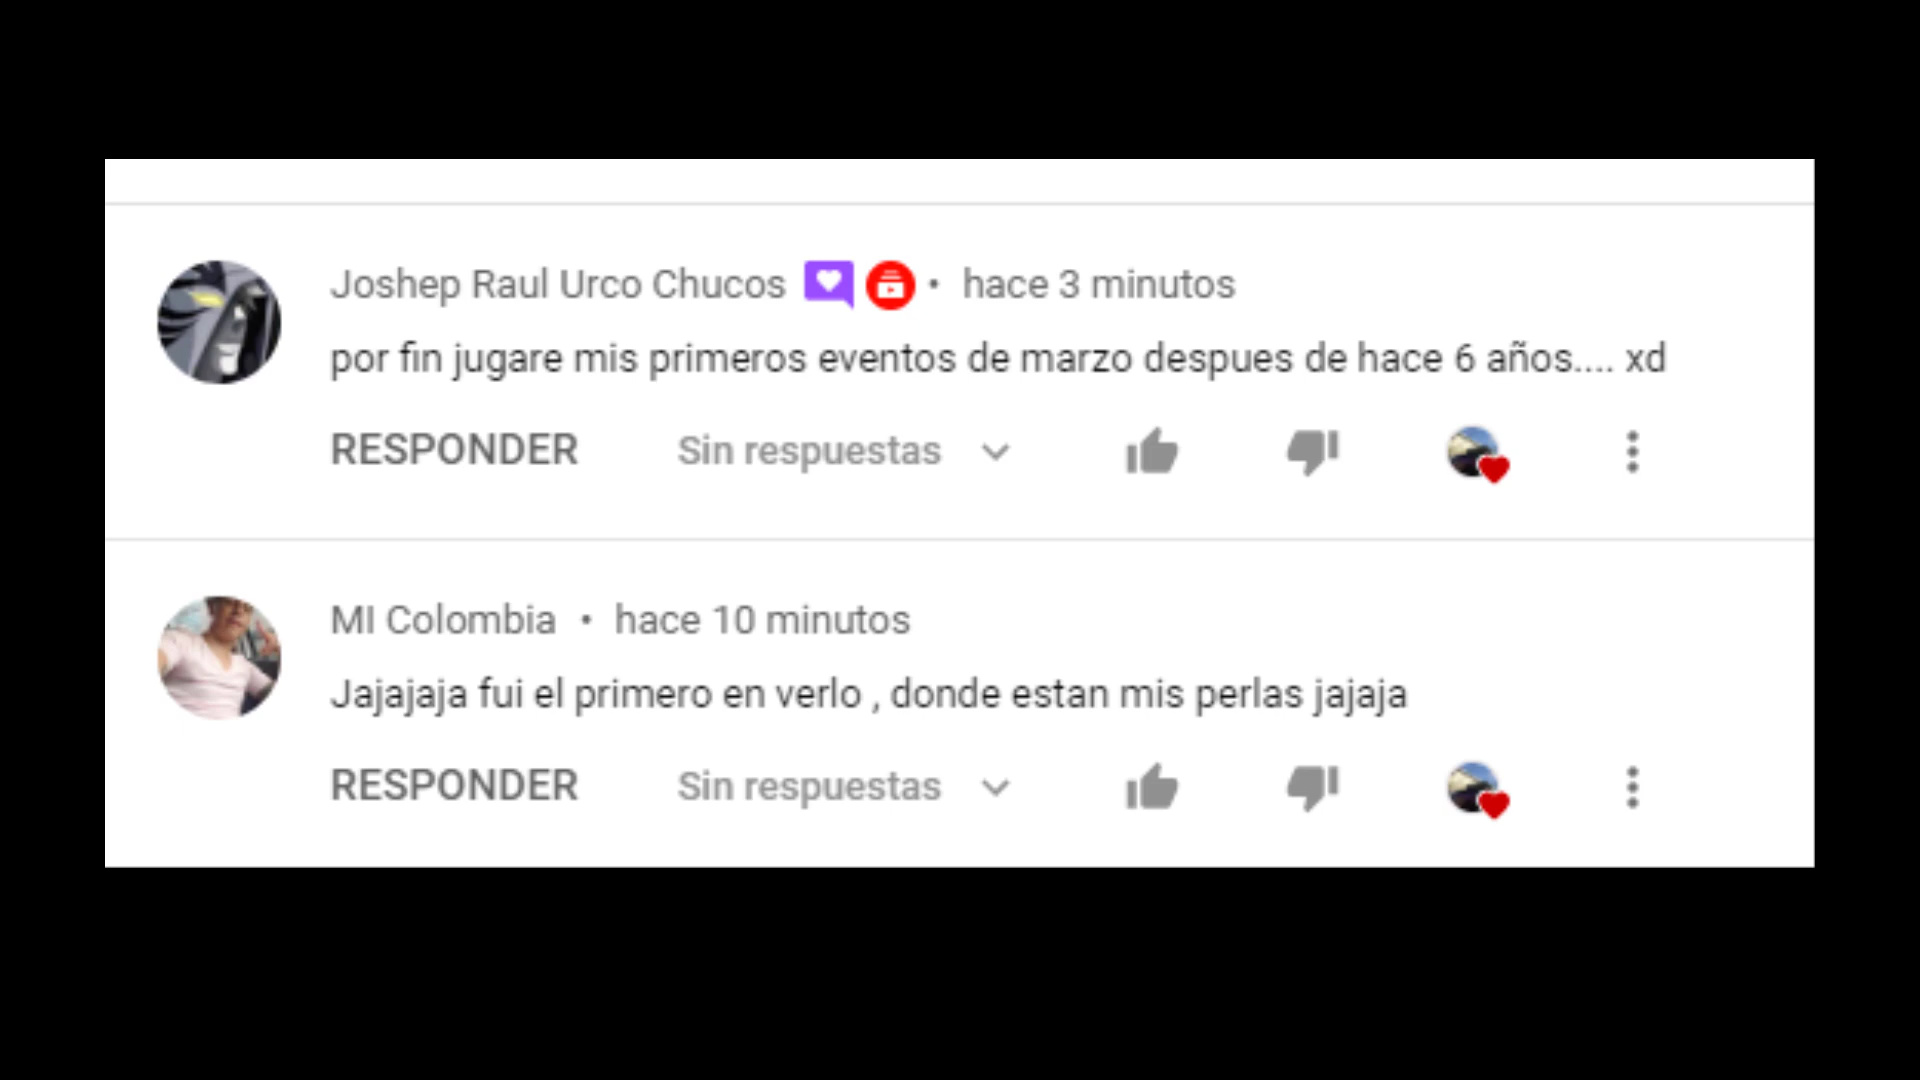 Joshep Raul Urco Chucos • hace 3 minutos
por fin jugare mis primeros eventos de marzo despues de hace 6 años.... xd
RESPONDER Sin respuestas
MI Colombia • hace 10 minutos
Jajajaja fui el primero en verlo , donde estan mis perlas jajaja
RESPONDER Sin respuestas